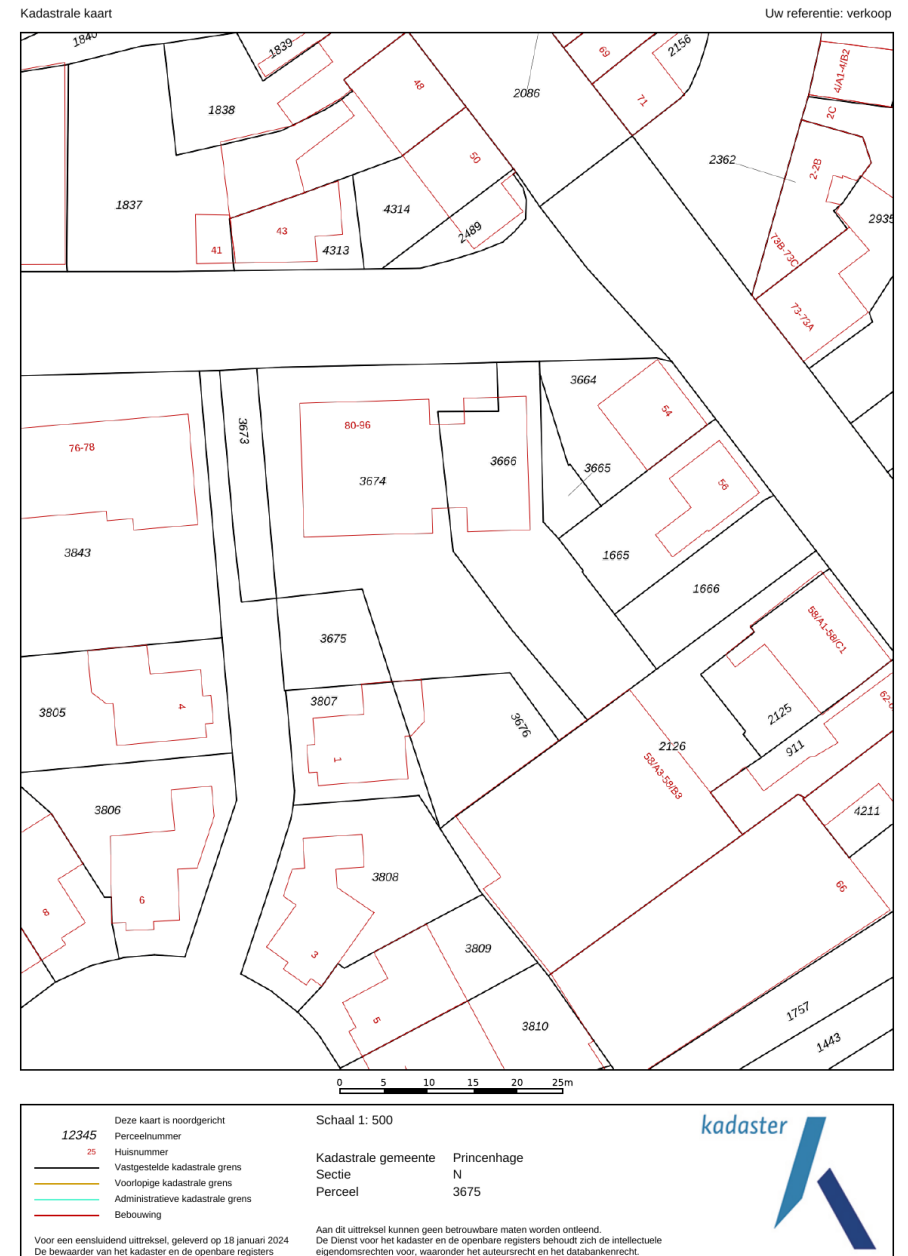 Kadastrale kaart
Uw referentie: verkoop
1840
1839
48
69
2156
4/A1-4/B2
2086
71
1838
2C
50
2362
2-2B
1837
4314
2935
43
2489
41
4313
73B-73C
73-73A
3664
54
3673
80-96
76-78
3666
3665
3674
56
3843
1665
1666
58/A1-58/C1
3675
3805
4
3807
3676
2125
62-6
2126
911
1
58/A3-58/B3
3806
4211
3808
66
6
8
3809
3
5
3810
1757
1443
0 5 10 15 20 25m
Deze kaart is noordgericht
12345 Perceelnummer
25 Huisnummer
Vastgestelde kadastrale grens
Voorlopige kadastrale grens
Administratieve kadastrale grens
Bebouwing
Voor een eensluidend uittreksel, geleverd op 18 januari 2024
De bewaarder van het kadaster en de openbare registers
Schaal 1: 500
Kadastrale gemeente Princenhage
Sectie N
Perceel 3675
Aan dit uittreksel kunnen geen betrouwbare maten worden ontleend.
De Dienst voor het kadaster en de openbare registers behoudt zich de intellectuele
eigendomsrechten voor, waaronder het auteursrecht en het databankenrecht.
kadaster